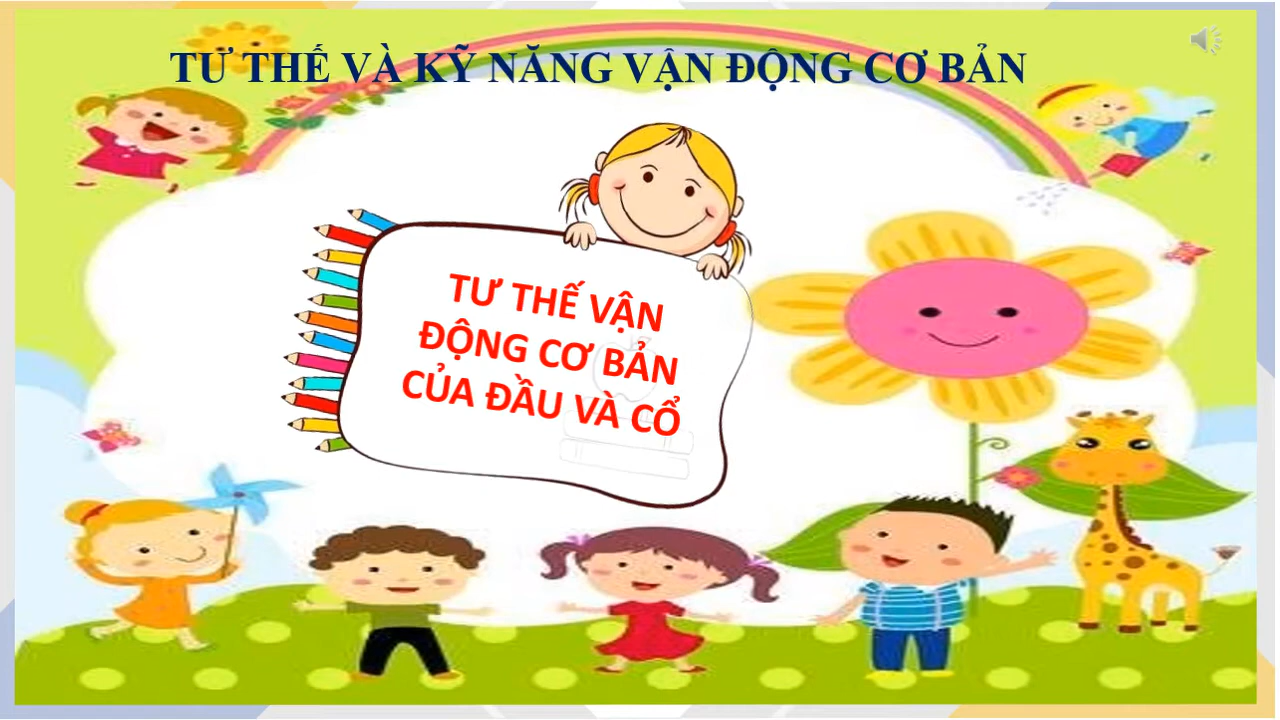 TƯ THẾ VÀ KỸ NĂNG VẬN ĐỘNG CƠ BẢN
TƯ THẾ VẬN
ĐỘNG CƠ BẢN
CỦA ĐẦU VÀ CỔ